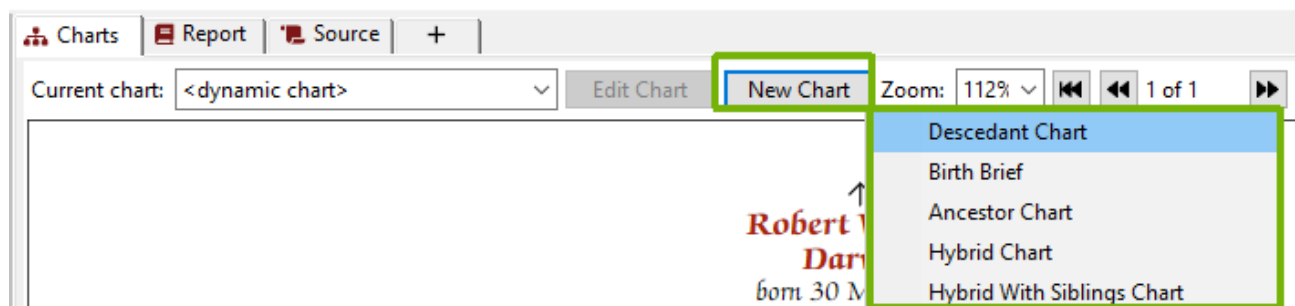 Charts Report Source +
Current chart: <dynamic chart> Edit Chart New Chart Zoom: 112% 1 of 1
Descedant Chart
Birth Brief
Ancestor Chart
Hybrid Chart
Hybrid With Siblings Chart
Robert
born 30